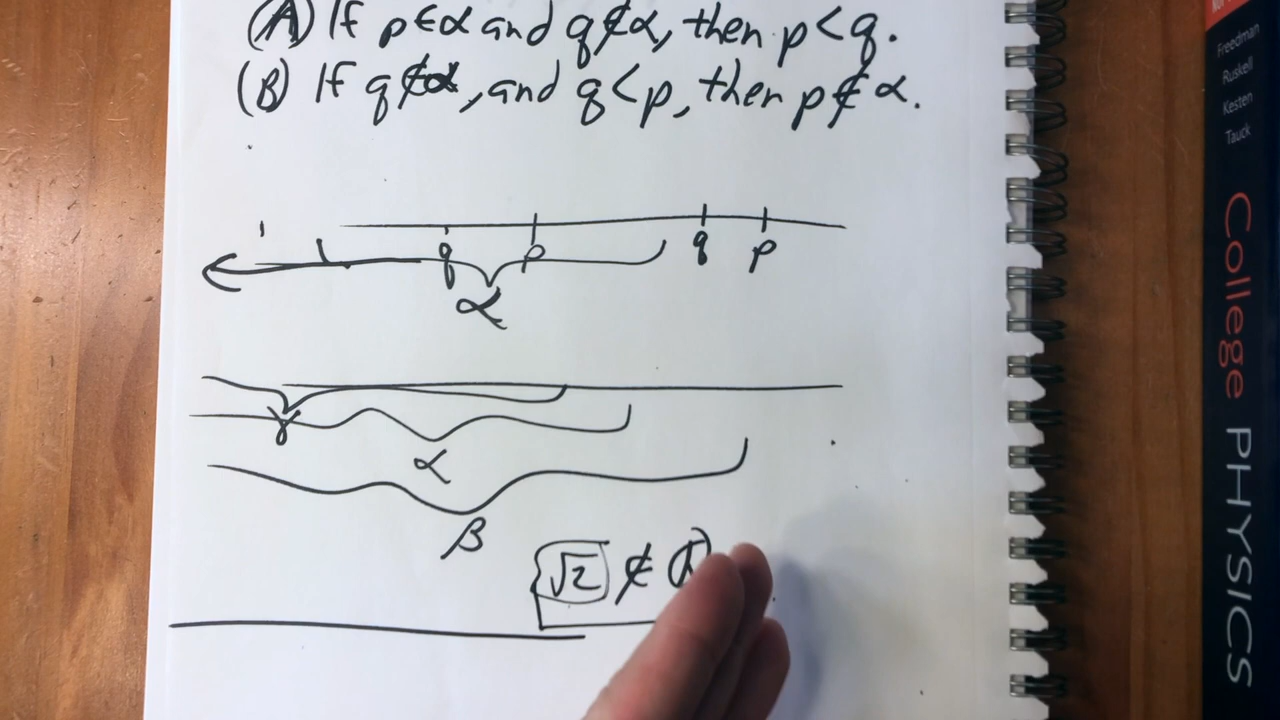 (A) If p∈α and q∉α, then p<q.
(B) If q∉α, and q<p, then p∉α.
q p q p
α
γ
α
β
√2 ∉
Freedman
Ruskell
Kesten
Tauck
College PHYSICS